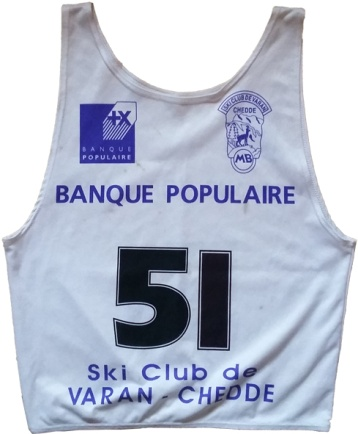 +X
BANQUE
POPULAIRE
SKI CLUB DE VARAN
CHEDDE
MB
BANQUE POPULAIRE
51
Ski Club de
VARAN - CHEDDE